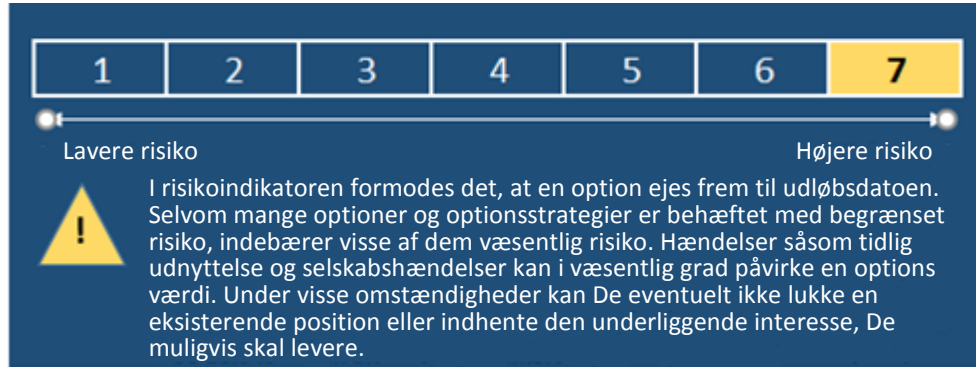 1 2 3 4 5 6 7
Lavere risiko Højere risiko
I risikoindikatoren formodes det, at en option ejes frem til udløbsdatoen.
Selvom mange optioner og optionsstrategier er behæftet med begrænset
risiko, indebærer visse af dem væsentlig risiko. Hændelser såsom tidlig
udnyttelse og selskabshændelser kan i væsentlig grad påvirke en options
værdi. Under visse omstændigheder kan De eventuelt ikke lukke en
eksisterende position eller indhente den underliggende interesse, De
muligvis skal levere.
!